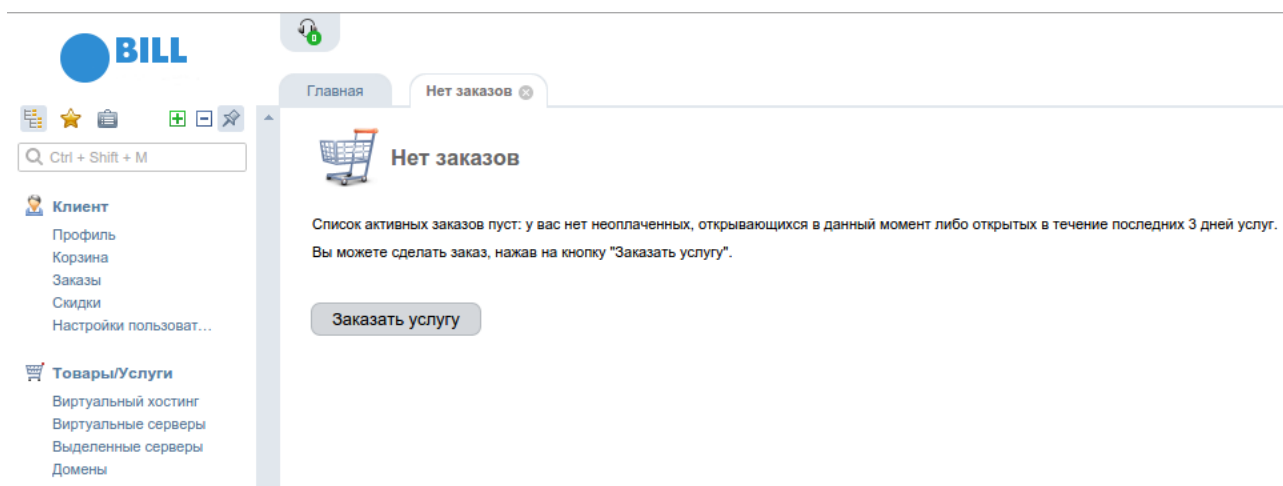 BILL
0
Главная
Нет заказов
Ctrl + Shift + M
Нет заказов
Клиент
Профиль
Корзина
Заказы
Скидки
Настройки пользоват...
Список активных заказов пуст: у вас нет неоплаченных, открывающихся в данный момент либо открытых в течение последних 3 дней услуг.
Вы можете сделать заказ, нажав на кнопку "Заказать услугу".
Заказать услугу
Товары/Услуги
Виртуальный хостинг
Виртуальные серверы
Выделенные серверы
Домены